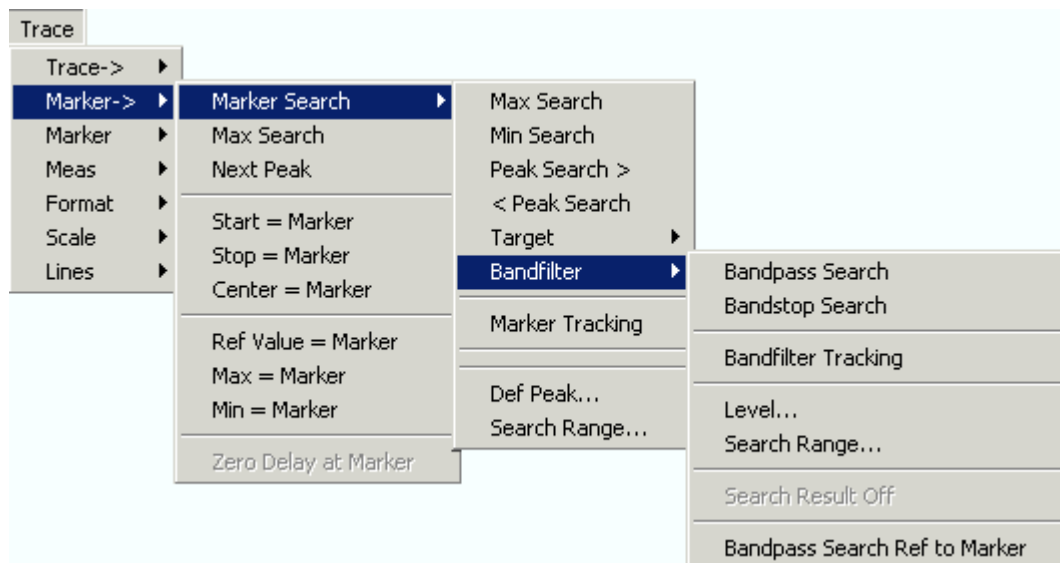 Trace
Trace->
Marker->
Marker
Meas
Format
Scale
Lines
Marker Search
Max Search
Next Peak
Start = Marker
Stop = Marker
Center = Marker
Ref Value = Marker
Max = Marker
Min = Marker
Zero Delay at Marker
Max Search
Min Search
Peak Search >
< Peak Search
Target
Bandfilter
Marker Tracking
Def Peak...
Search Range...
Bandpass Search
Bandstop Search
Bandfilter Tracking
Level...
Search Range...
Search Result Off
Bandpass Search Ref to Marker